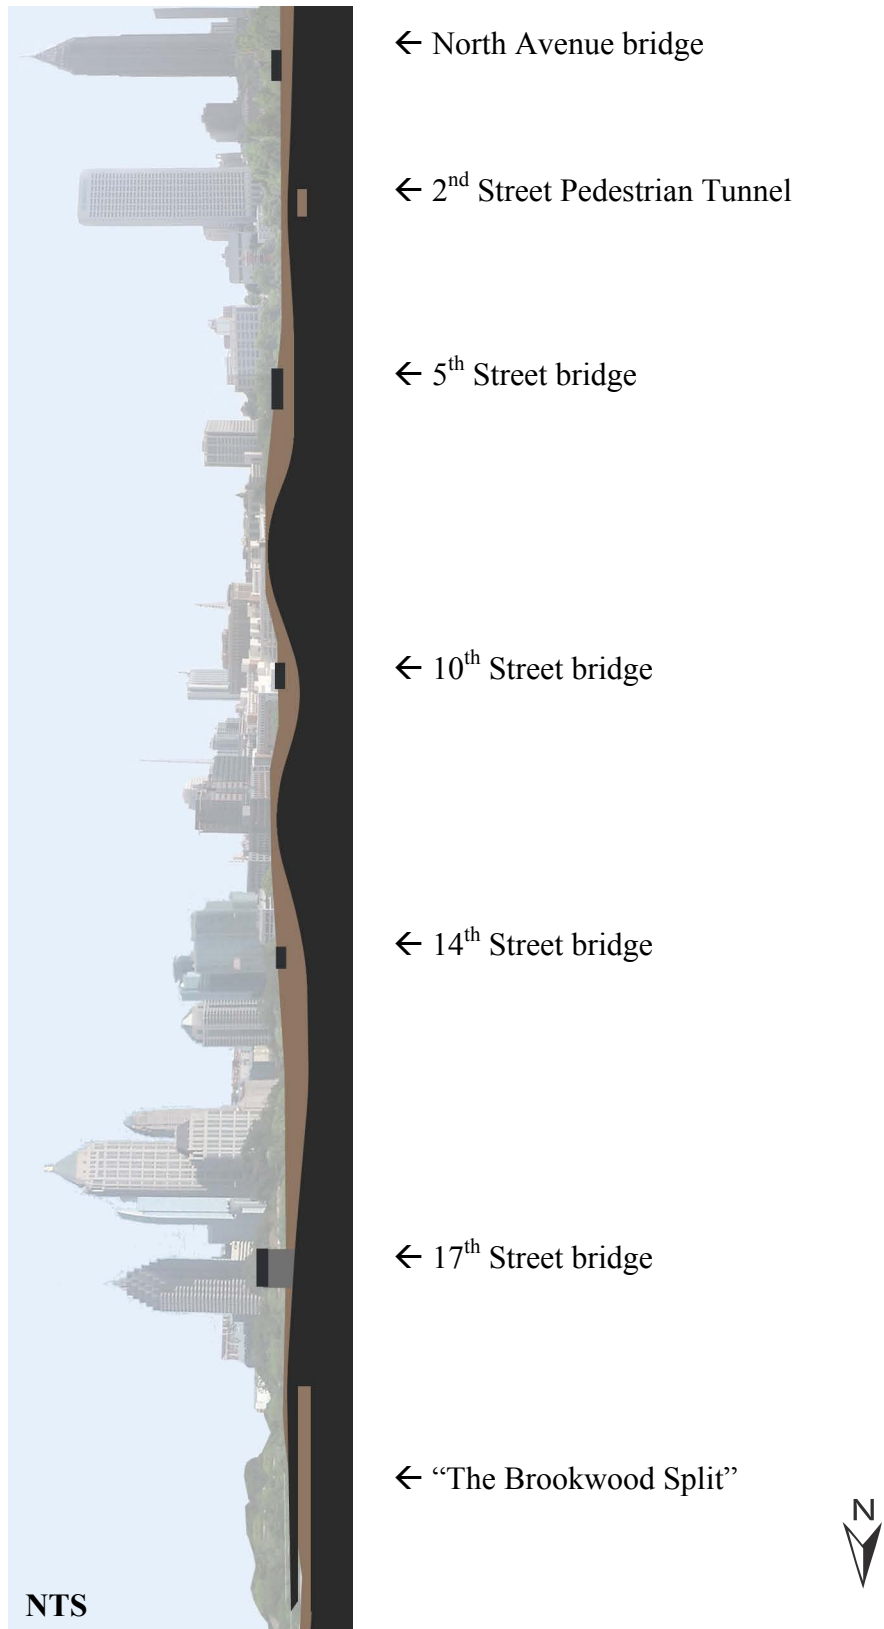 ← North Avenue bridge
← 2nd Street Pedestrian Tunnel
← 5th Street bridge
← 10th Street bridge
← 14th Street bridge
← 17th Street bridge
← “The Brookwood Split”
N
NTS